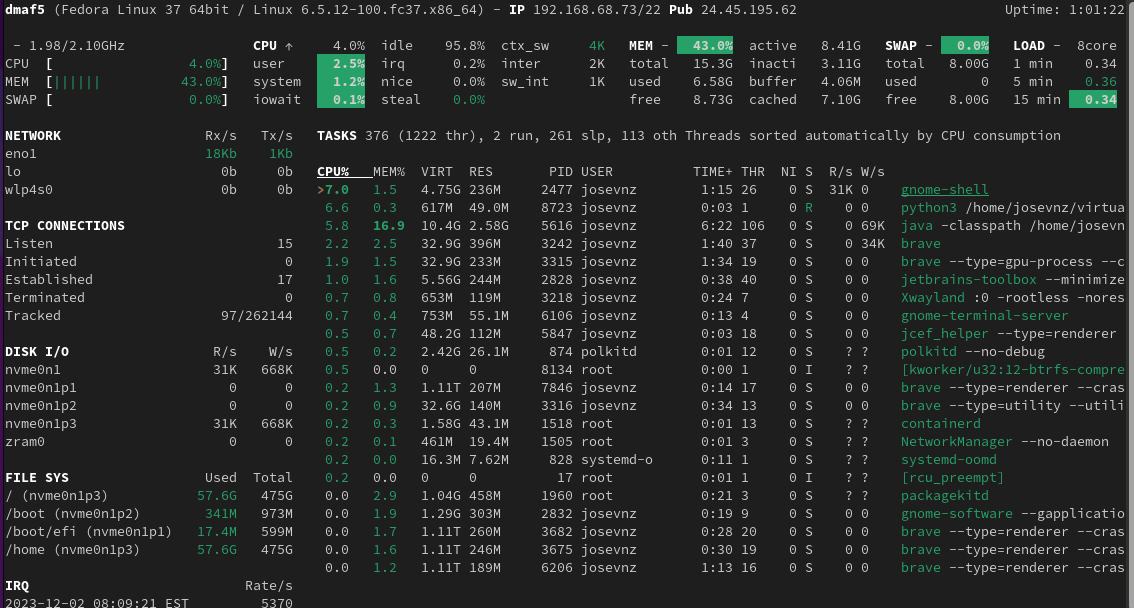 dmaf5 (Fedora Linux 37 64bit / Linux 6.5.12-100.fc37.x86_64) - IP 192.168.68.73/22 Pub 24.45.195.62 Uptime: 1:01:22
- 1.98/2.10GHz CPU ↑ 4.0% idle 95.8% ctx_sw 4K MEM - 43.0% active 8.41G SWAP - 0.0% LOAD - 8core
CPU [ 4.0%] user 2.5% irq 0.2% inter 2K total 15.3G inacti 3.11G total 8.00G 1 min 0.34
MEM [|||||| 43.0%] system 1.2% nice 0.0% sw_int 1K used 6.58G buffer 4.06M used 0 5 min 0.36
SWAP [ 0.0%] iowait 0.1% steal 0.0% free 8.73G cached 7.10G free 8.00G 15 min 0.34
NETWORK Rx/s Tx/s TASKS 376 (1222 thr), 2 run, 261 slp, 113 oth Threads sorted automatically by CPU consumption
eno1 18Kb 1Kb
lo 0b 0b CPU% MEM% VIRT RES PID USER TIME+ THR NI S R/s W/s
wlp4s0 0b 0b >7.0 1.5 4.75G 236M 2477 josevnz 1:15 26 0 S 31K 0 gnome-shell
6.6 0.3 617M 49.0M 8723 josevnz 0:03 1 0 R 0 0 python3 /home/josevnz/virtua
TCP CONNECTIONS 5.8 16.9 10.4G 2.58G 5616 josevnz 6:22 106 0 S 0 69K java -classpath /home/josevn
Listen 15 2.2 2.5 32.9G 396M 3242 josevnz 1:40 37 0 S 0 34K brave
Initiated 0 1.9 1.5 32.9G 233M 3315 josevnz 1:34 19 0 S 0 0 brave --type=gpu-process --c
Established 17 1.0 1.6 5.56G 244M 2828 josevnz 0:38 40 0 S 0 0 jetbrains-toolbox --minimize
Terminated 0 0.7 0.8 653M 119M 3218 josevnz 0:24 7 0 S 0 0 Xwayland :0 -rootless -nores
Tracked 97/262144 0.7 0.4 753M 55.1M 6106 josevnz 0:13 4 0 S 0 0 gnome-terminal-server
0.5 0.7 48.2G 112M 5847 josevnz 0:03 18 0 S 0 0 jcef_helper --type=renderer
DISK I/O R/s W/s 0.5 0.2 2.42G 26.1M 874 polkitd 0:01 12 0 S ? ? polkitd --no-debug
nvme0n1 31K 668K 0.5 0.0 0 0 8134 root 0:00 1 0 I ? ? [kworker/u32:12-btrfs-compre
nvme0n1p1 0 0 0.2 1.3 1.11T 207M 7846 josevnz 0:14 17 0 S 0 0 brave --type=renderer --cras
nvme0n1p2 0 0 0.2 0.9 32.6G 140M 3316 josevnz 0:34 13 0 S 0 0 brave --type=utility --utili
nvme0n1p3 31K 668K 0.2 0.3 1.58G 43.1M 1518 root 0:01 13 0 S ? ? containerd
zram0 0 0 0.2 0.1 461M 19.4M 1505 root 0:01 3 0 S ? ? NetworkManager --no-daemon
0.2 0.0 16.3M 7.62M 828 systemd-o 0:11 1 0 S ? ? systemd-oomd
FILE SYS Used Total 0.2 0.0 0 0 17 root 0:01 1 0 I ? ? [rcu_preempt]
/ (nvme0n1p3) 57.6G 475G 0.0 2.9 1.04G 458M 1960 root 0:21 3 0 S ? ? packagekitd
/boot (nvme0n1p2) 341M 973M 0.0 1.9 1.29G 303M 2832 josevnz 0:19 9 0 S 0 0 gnome-software --gapplicatio
/boot/efi (nvme0n1p1) 17.4M 599M 0.0 1.7 1.11T 260M 3682 josevnz 0:28 20 0 S 0 0 brave --type=renderer --cras
/home (nvme0n1p3) 57.6G 475G 0.0 1.6 1.11T 246M 3675 josevnz 0:30 19 0 S 0 0 brave --type=renderer --cras
0.0 1.2 1.11T 189M 6206 josevnz 1:13 16 0 S 0 0 brave --type=renderer --cras
IRQ Rate/s
2023-12-02 08:09:21 EST 5370